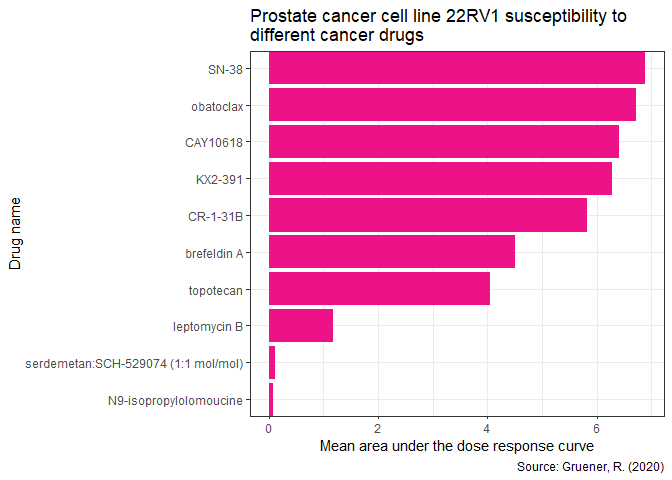 Prostate cancer cell line 22RV1 susceptibility to
different cancer drugs
Drug name
SN-38
obatoclax
CAY10618
KX2-391
CR-1-31B
brefeldin A
topotecan
leptomycin B
serdemetan:SCH-529074 (1:1 mol/mol)
N9-isopropylolomoucine
0 2 4 6
Mean area under the dose response curve
Source: Gruener, R. (2020)